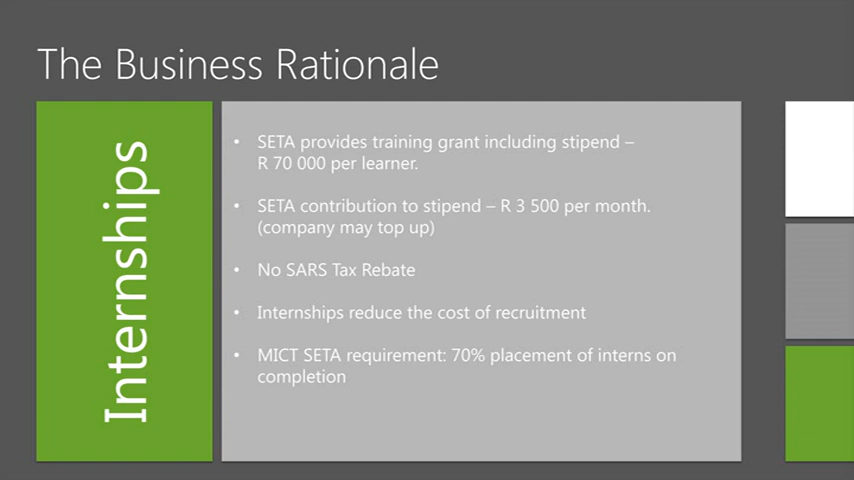 The Business Rationale
Internships
• SETA provides training grant including stipend –
R 70 000 per learner.
• SETA contribution to stipend – R 3 500 per month.
(company may top up)
• No SARS Tax Rebate
• Internships reduce the cost of recruitment
• MICT SETA requirement: 70% placement of interns on
completion